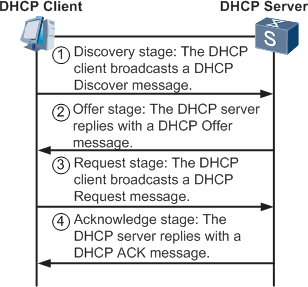 DHCP Client DHCP Server
S
1 Discovery stage: The DHCP
client broadcasts a DHCP
Discover message.
2 Offer stage: The DHCP server
replies with a DHCP Offer
message.
3 Request stage: The DHCP
client broadcasts a DHCP
Request message.
4 Acknowledge stage: The
DHCP server replies with a
DHCP ACK message.